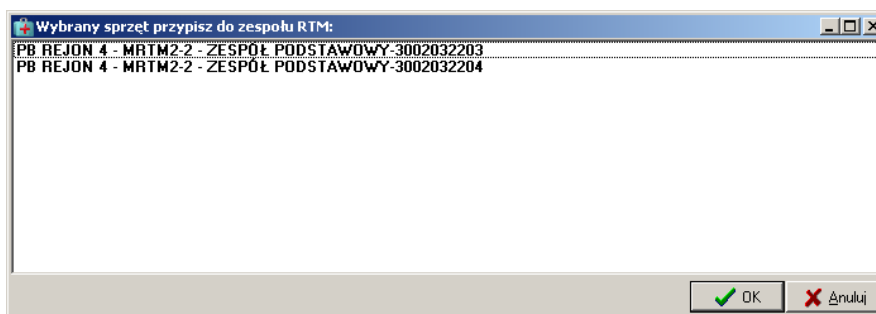 Wybrany sprzęt przypisz do zespołu RTM:
PB REJON 4 - MRTM2-2 - ZESPÓŁ PODSTAWOWY-3002032203
PB REJON 4 - MRTM2-2 - ZESPÓŁ PODSTAWOWY-3002032204
OK Anuluj